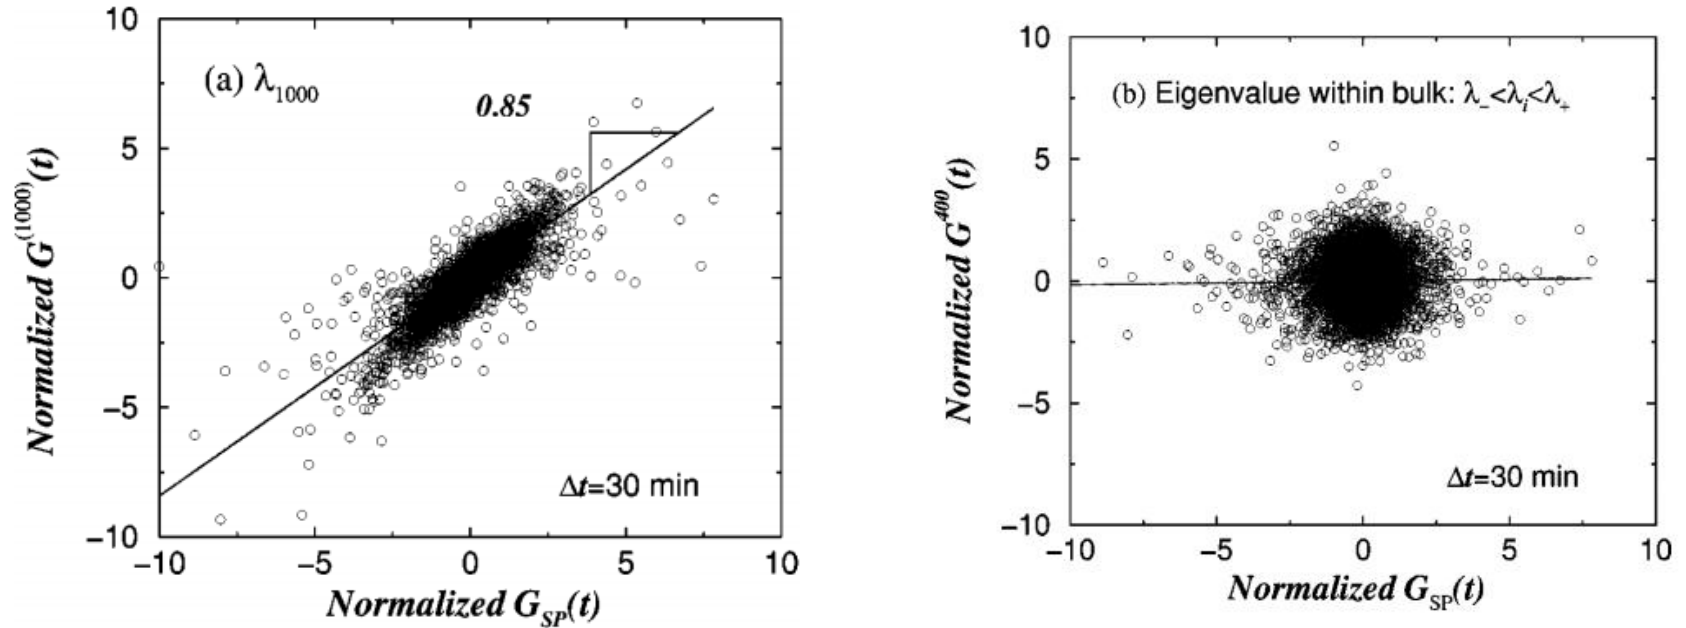 10
5
0
−5
−10
−10
−5
0
5
10
(a) λ1000
0.85
Δt=30 min
Normalized G(1000)(t)
Normalized GSP(t)
10
5
0
−5
−10
−10
−5
0
5
10
(b) Eigenvalue within bulk: λ−<λi<λ+
Δt=30 min
Normalized G400(t)
Normalized GSP(t)